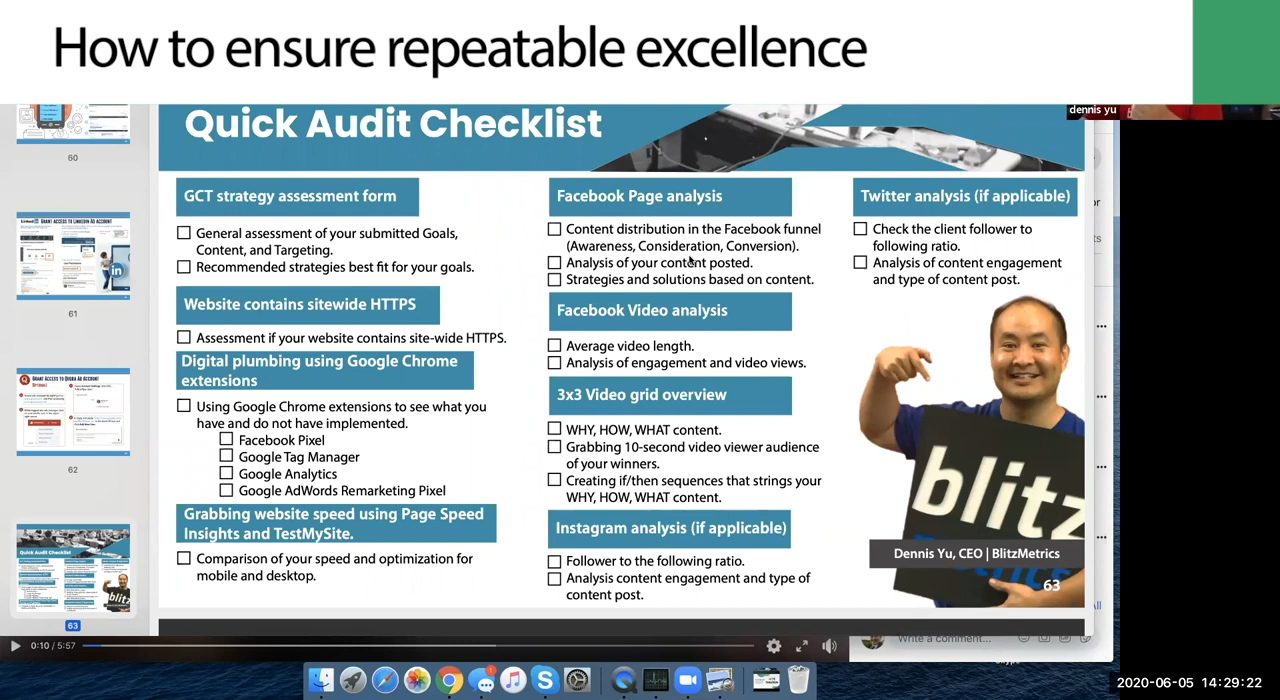 How to ensure repeatable excellence
dennis yu
Quick Audit Checklist
60
61
62
63
GCT strategy assessment form
General assessment of your submitted Goals,
Content, and Targeting.
Recommended strategies best fit for your goals.
Website contains sitewide HTTPS
Assessment if your website contains site-wide HTTPS.
Digital plumbing using Google Chrome
extensions
Using Google Chrome extensions to see what you
have and do not have implemented.
Facebook Pixel
Google Tag Manager
Google Analytics
Google AdWords Remarketing Pixel
Grabbing website speed using Page Speed
Insights and TestMySite.
Comparison of your speed and optimization for
mobile and desktop.
Facebook Page analysis
Content distribution in the Facebook funnel
(Awareness, Consideration, Conversion).
Analysis of your content posted.
Strategies and solutions based on content.
Facebook Video analysis
Average video length.
Analysis of engagement and video views.
3x3 Video grid overview
WHY, HOW, WHAT content.
Grabbing 10-second video viewer audience
of your winners.
Creating if/then sequences that strings your
WHY, HOW, WHAT content.
Instagram analysis (if applicable)
Follower to the following ratio.
Analysis content engagement and type of
content post.
Twitter analysis (if applicable)
Check the client follower to
following ratio.
Analysis of content engagement
and type of content post.
blitz
Dennis Yu, CEO | BlitzMetrics
63
0:10 / 5:57
Write a comment...
2020-06-05 14:29:22